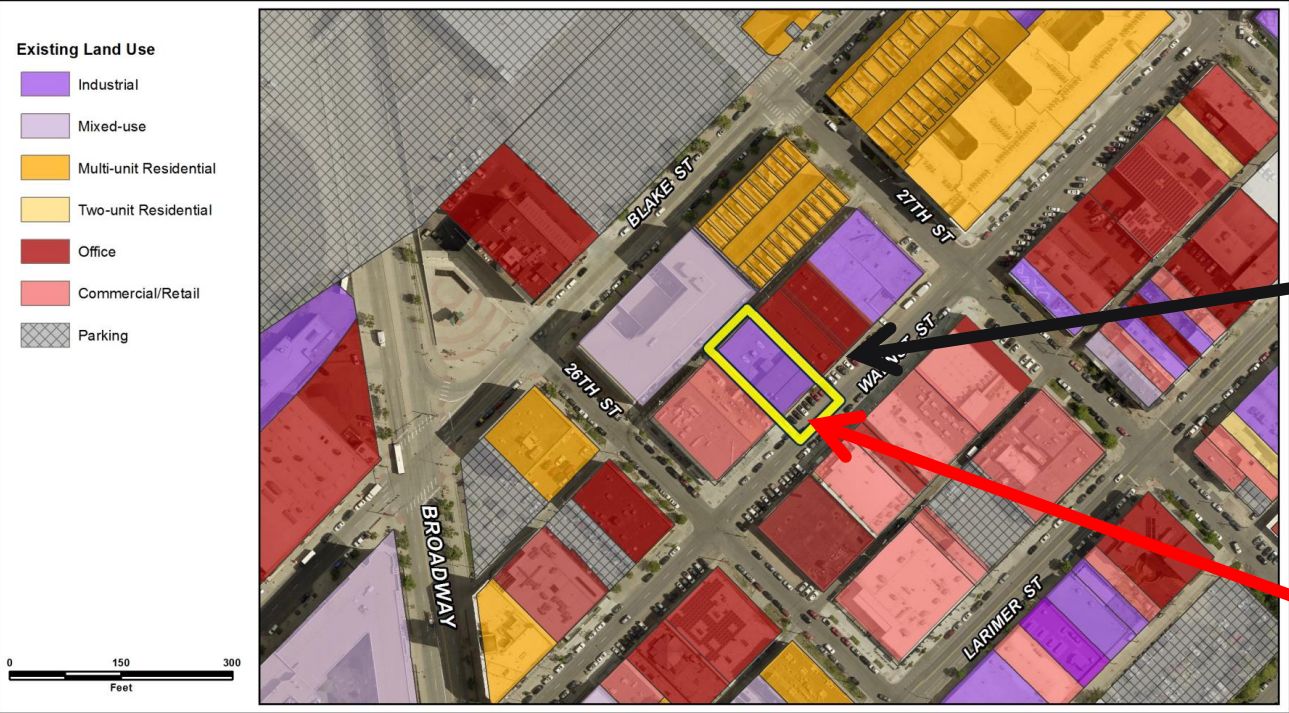 Existing Land Use
Industrial
Mixed-use
Multi-unit Residential
Two-unit Residential
Office
Commercial/Retail
Parking
0 150 300
Feet
BLAKE ST
27TH ST
26TH ST
ST
BROADWAY
LARIMER ST